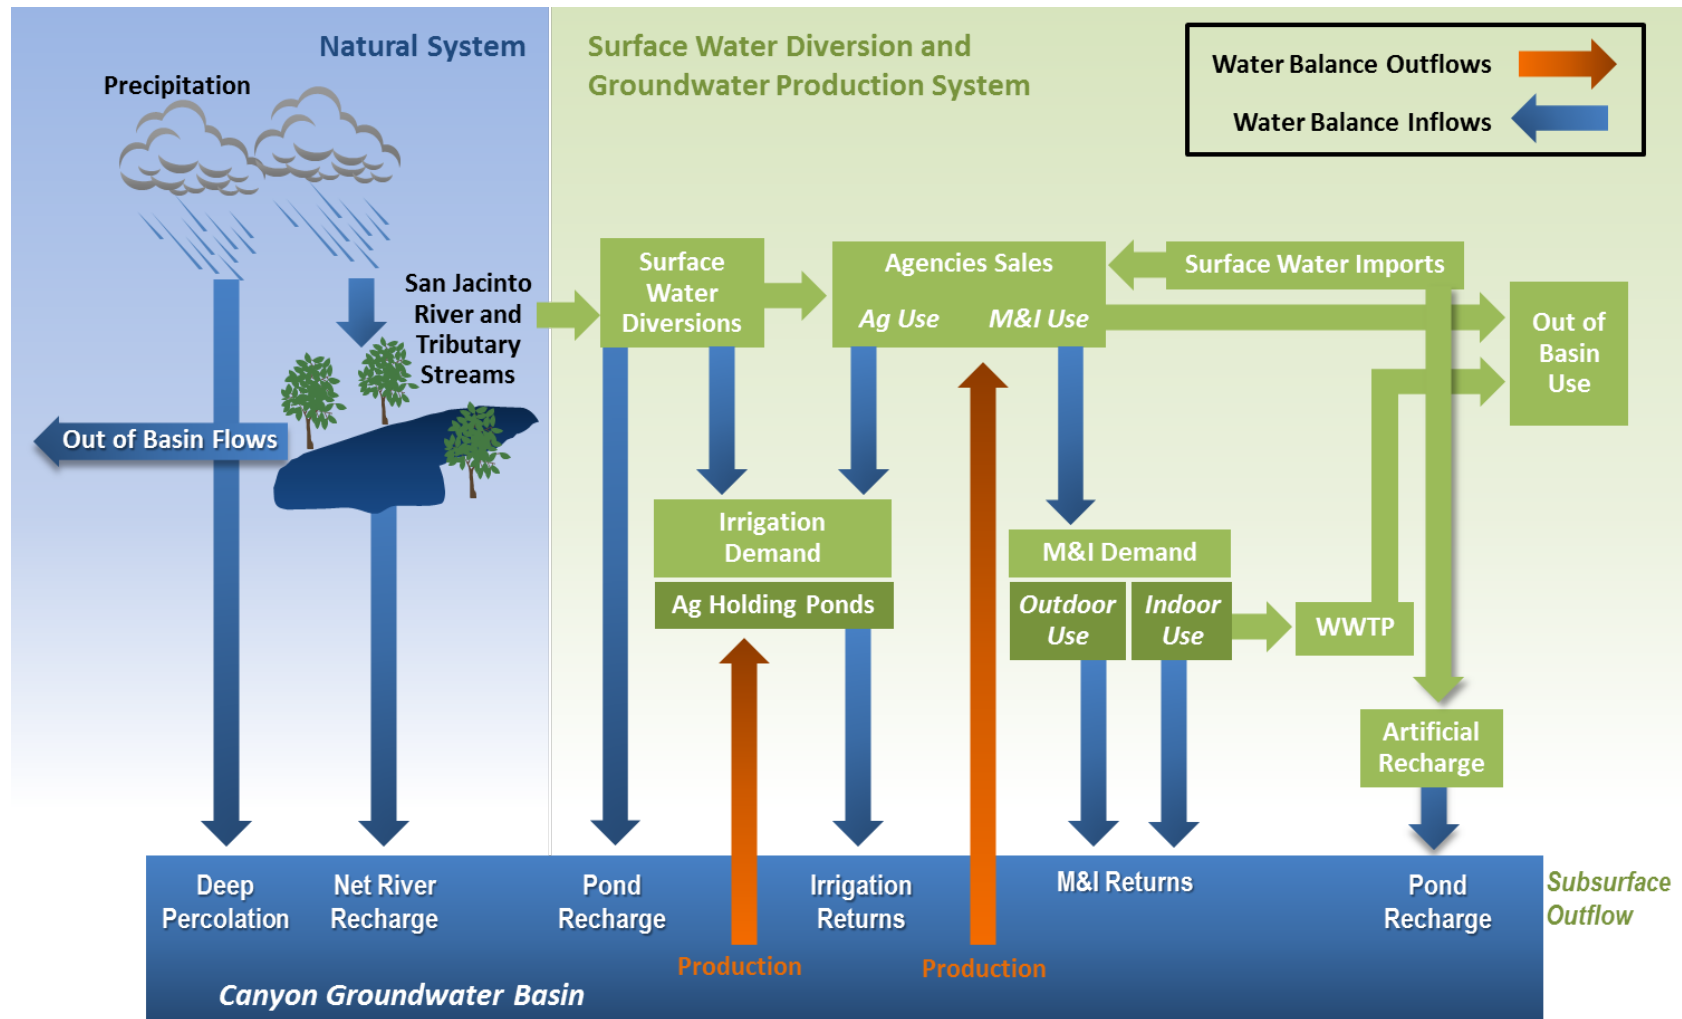 Natural System
Surface Water Diversion and
Groundwater Production System
Water Balance Outflows
Water Balance Inflows
Precipitation
San Jacinto
River and
Tributary
Streams
Out of Basin Flows
Surface
Water
Diversions
Agencies Sales
Ag Use
M&I Use
Surface Water Imports
Out of
Basin
Use
Irrigation
Demand
Ag Holding Ponds
M&I Demand
Outdoor
Use
Indoor
Use
WWTP
Artificial
Recharge
Deep
Percolation
Net River
Recharge
Pond
Recharge
Irrigation
Returns
M&I Returns
Pond
Recharge
Subsurface
Outflow
Production
Production
Canyon Groundwater Basin